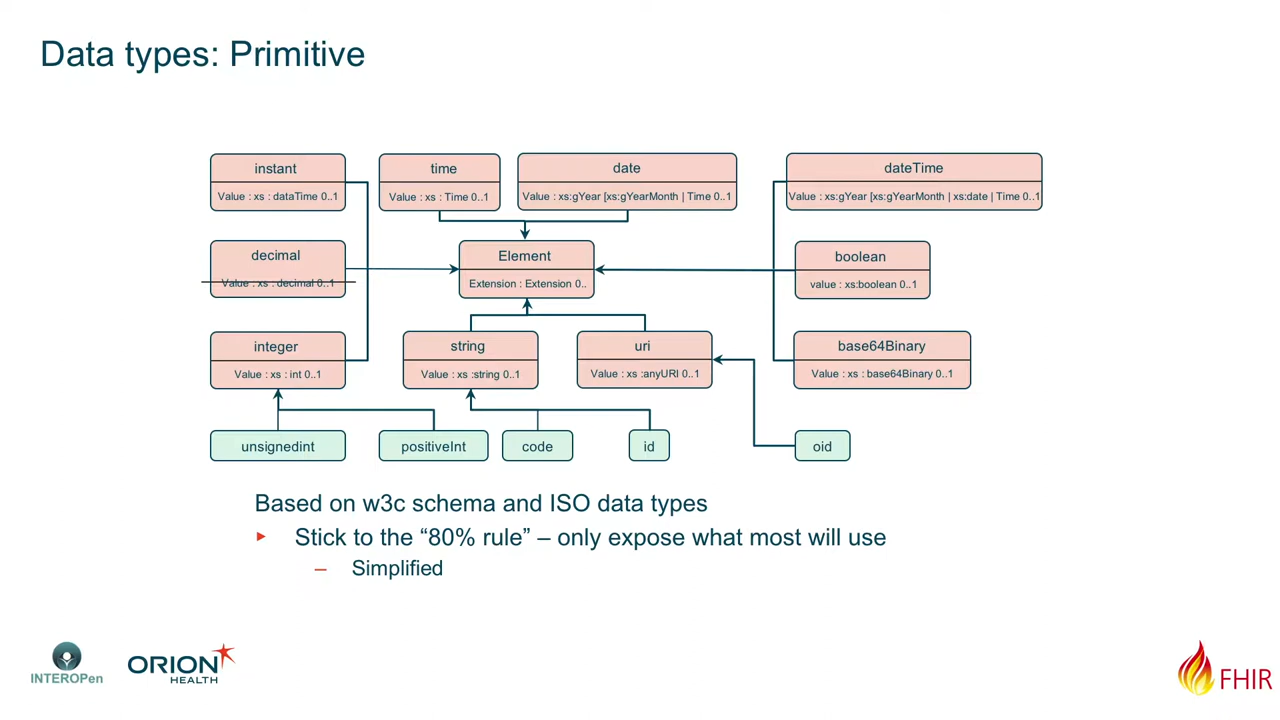 Data types: Primitive
instant
Value : xs : dataTime 0..1
time
Value : xs : Time 0..1
date
Value : xs:gYear [xs:gYearMonth | Time 0..1
dateTime
Value : xs:gYear [xs:gYearMonth | xs:date | Time 0..1
decimal
Value : xs : decimal 0..1
Element
Extension : Extension 0..
boolean
value : xs:boolean 0..1
integer
Value : xs : int 0..1
string
Value : xs :string 0..1
uri
Value : xs :anyURI 0..1
base64Binary
Value : xs : base64Binary 0..1
unsignedint
positiveInt
code
id
oid
Based on w3c schema and ISO data types
Stick to the “80% rule” – only expose what most will use
– Simplified
INTEROPen
ORION
HEALTH
FHIR